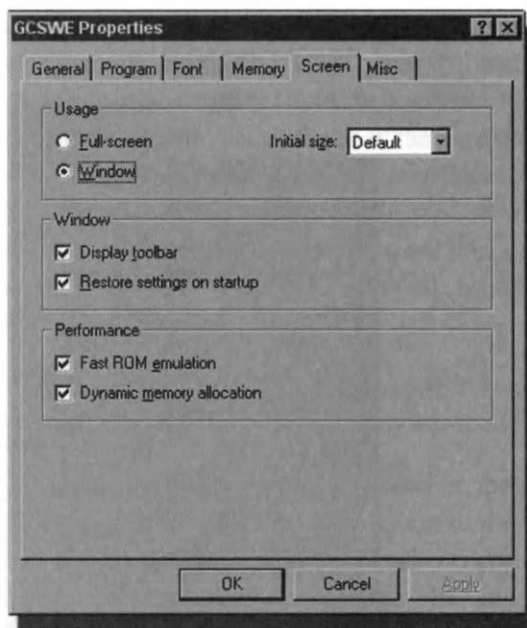 GCSWE Properties ? ×
General Program Font Memory Screen Misc
Usage
Full-screen Initial size: Default
Window
Window
Display toolbar
Restore settings on startup
Performance
Fast ROM emulation
Dynamic memory allocation
OK Cancel Apply